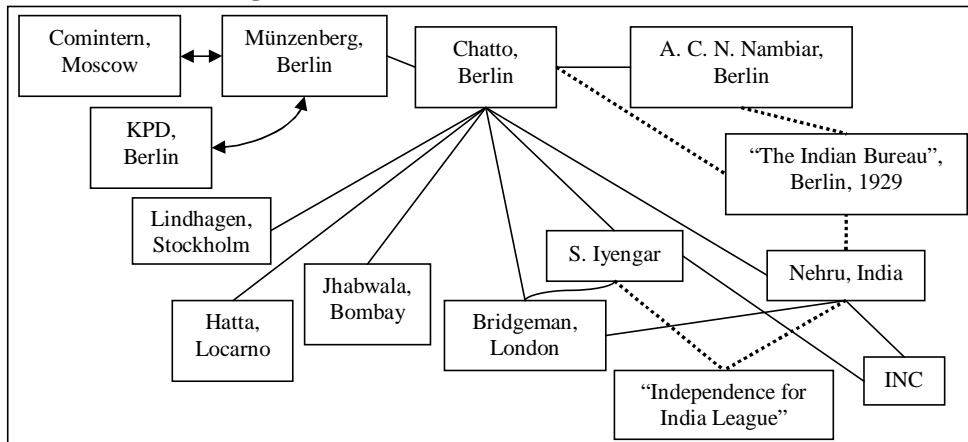 Comintern,
Moscow
Münzenberg,
Berlin
Chatto,
Berlin
A. C. N. Nambiar,
Berlin
KPD,
Berlin
“The Indian Bureau”,
Berlin, 1929
Lindhagen,
Stockholm
S. Iyengar
Nehru, India
Hatta,
Locarno
Jhabwala,
Bombay
Bridgeman,
London
INC
“Independence for
India League”